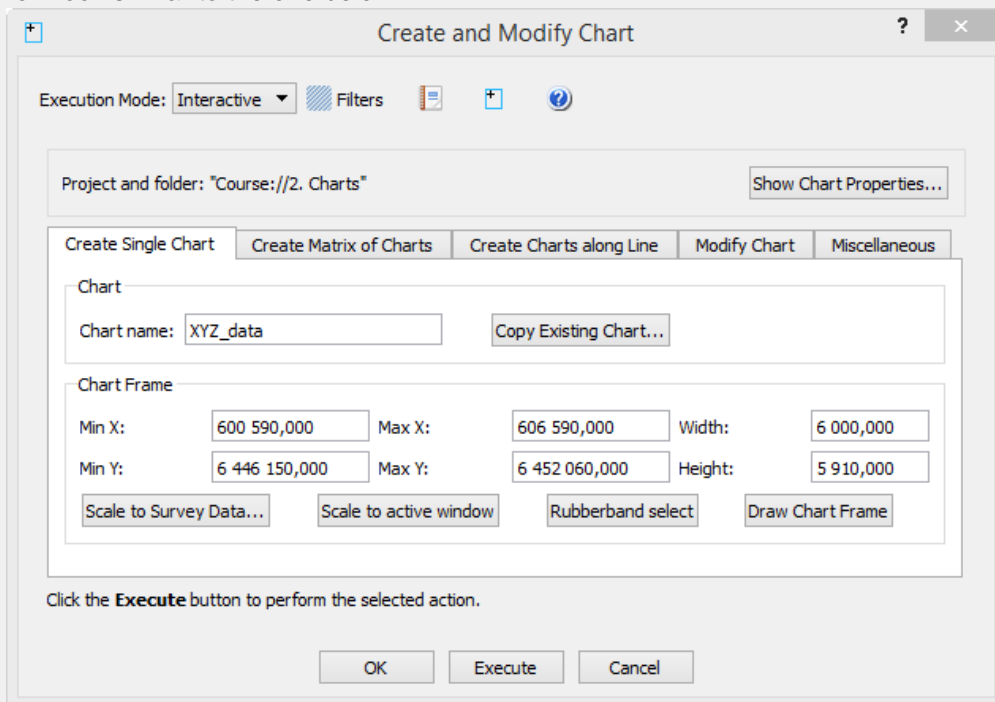 Create and Modify Chart
?
Execution Mode: Interactive Filters
Project and folder: "Course://2. Charts" Show Chart Properties...
Create Single Chart Create Matrix of Charts Create Charts along Line Modify Chart Miscellaneous
Chart
Chart name: XYZ_data Copy Existing Chart...
Chart Frame
Min X: 600 590,000 Max X: 606 590,000 Width: 6 000,000
Min Y: 6 446 150,000 Max Y: 6 452 060,000 Height: 5 910,000
Scale to Survey Data... Scale to active window Rubberband select Draw Chart Frame
Click the Execute button to perform the selected action.
OK Execute Cancel